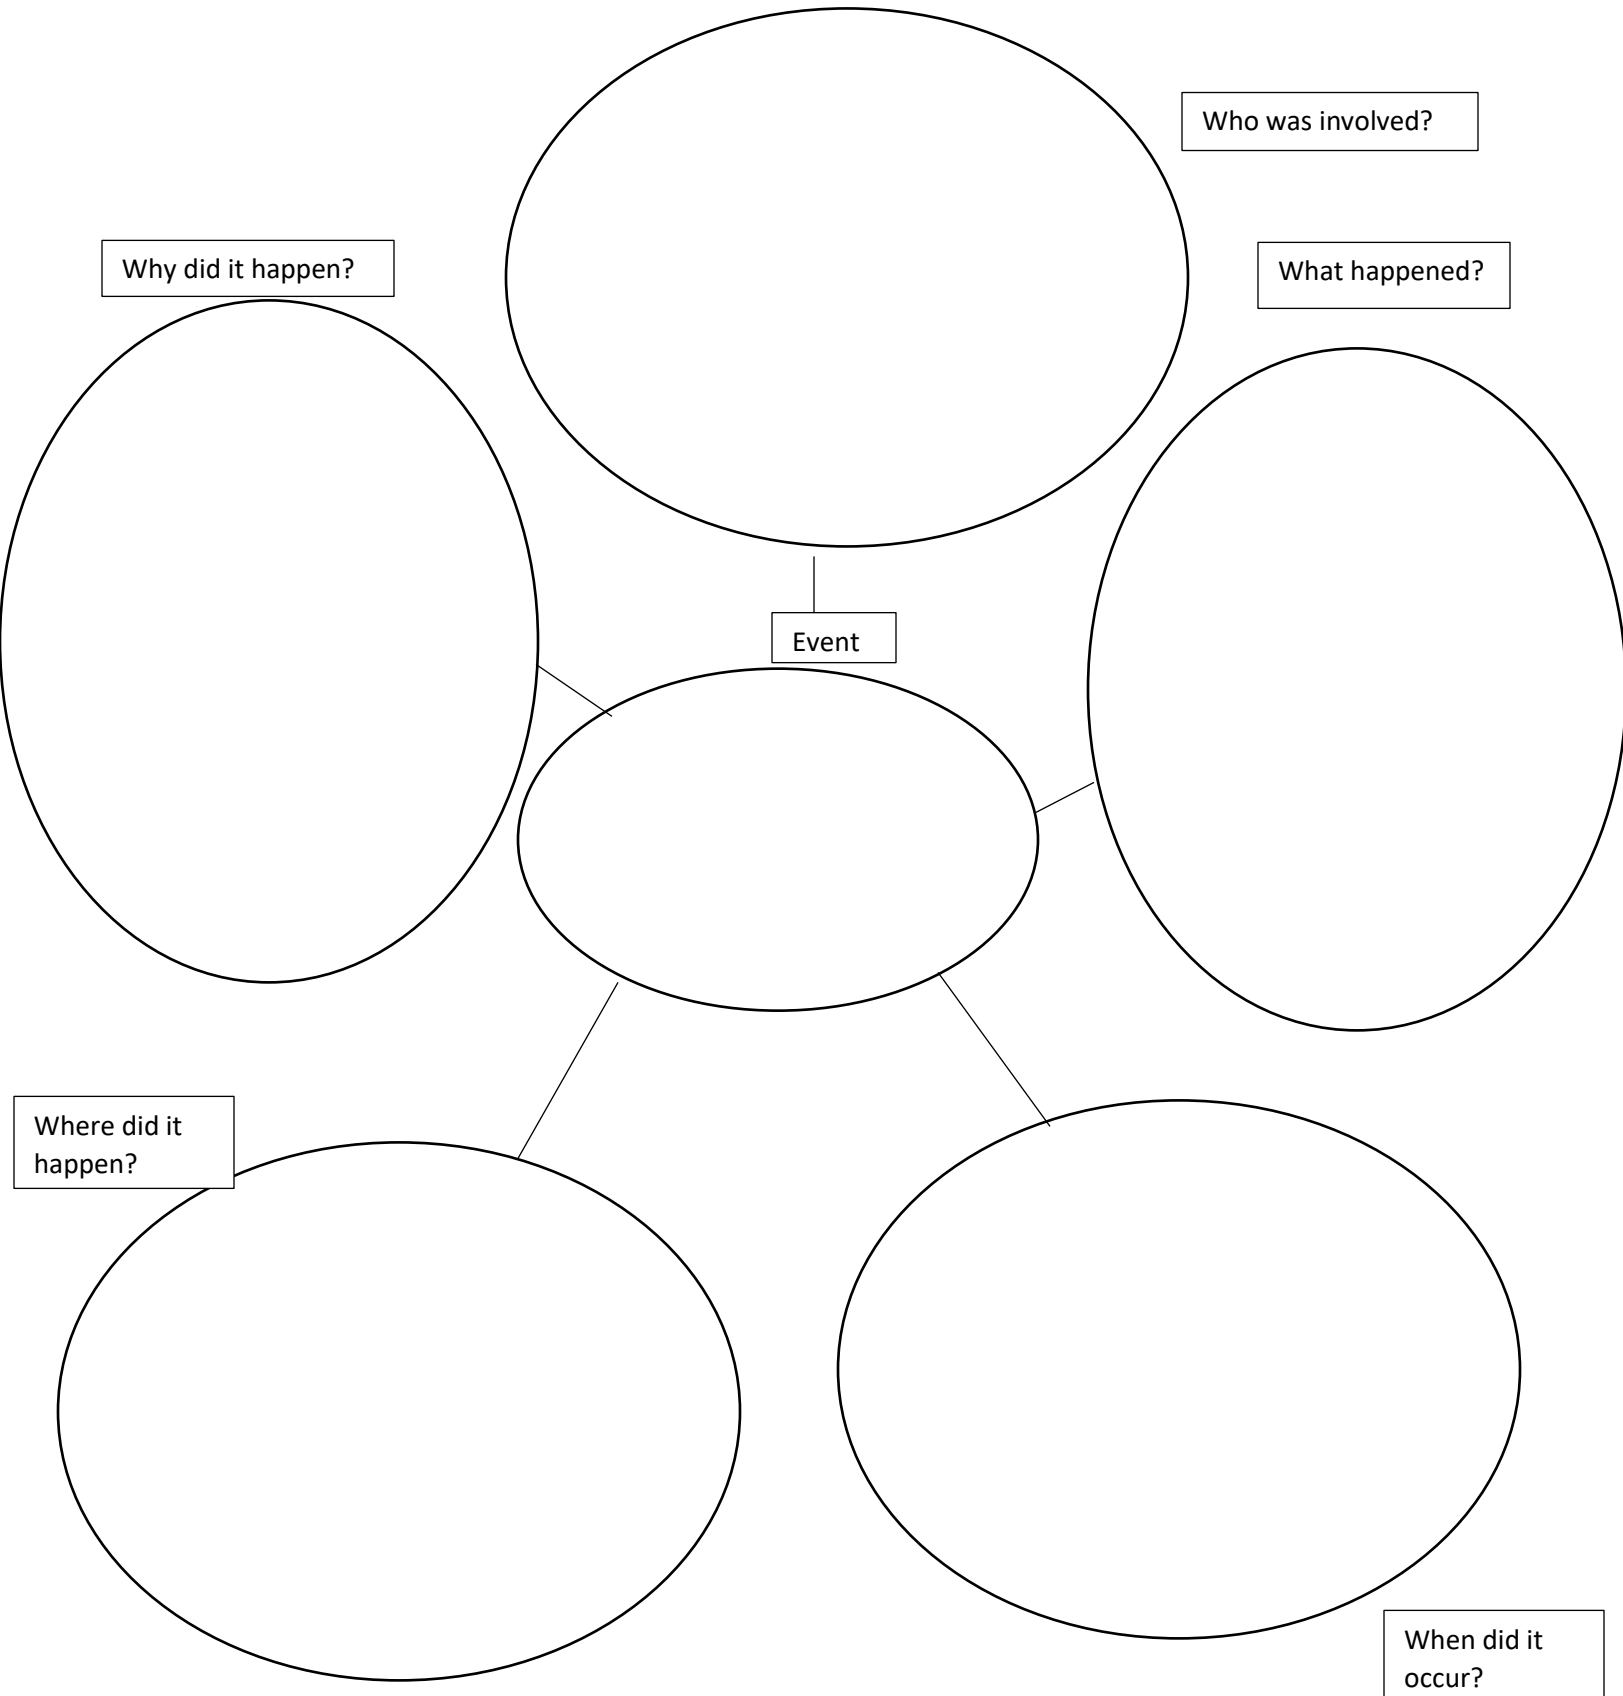 Who was involved?
Why did it happen?
What happened?
Event
Where did it
happen?
When did it
occur?